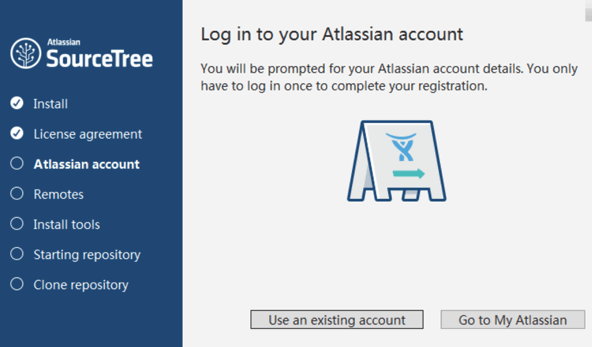 Atlassian
SourceTree
Install
License agreement
Atlassian account
Remotes
Install tools
Starting repository
Clone repository
Log in to your Atlassian account
You will be prompted for your Atlassian account details. You only
have to log in once to complete your registration.
Use an existing account
Go to My Atlassian